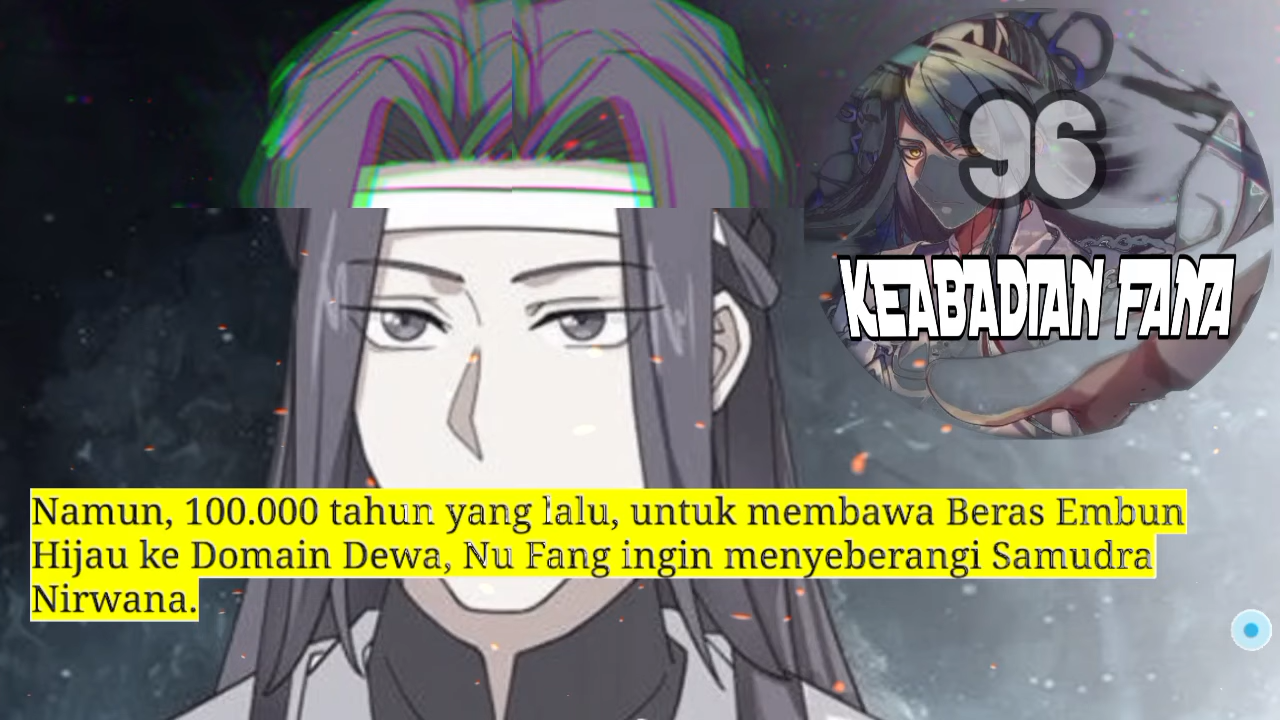 96
KEABADIAN FANA
Namun, 100.000 tahun yang lalu, untuk membawa Beras Embun
Hijau ke Domain Dewa, Nu Fang ingin menyeberangi Samudra
Nirwana.